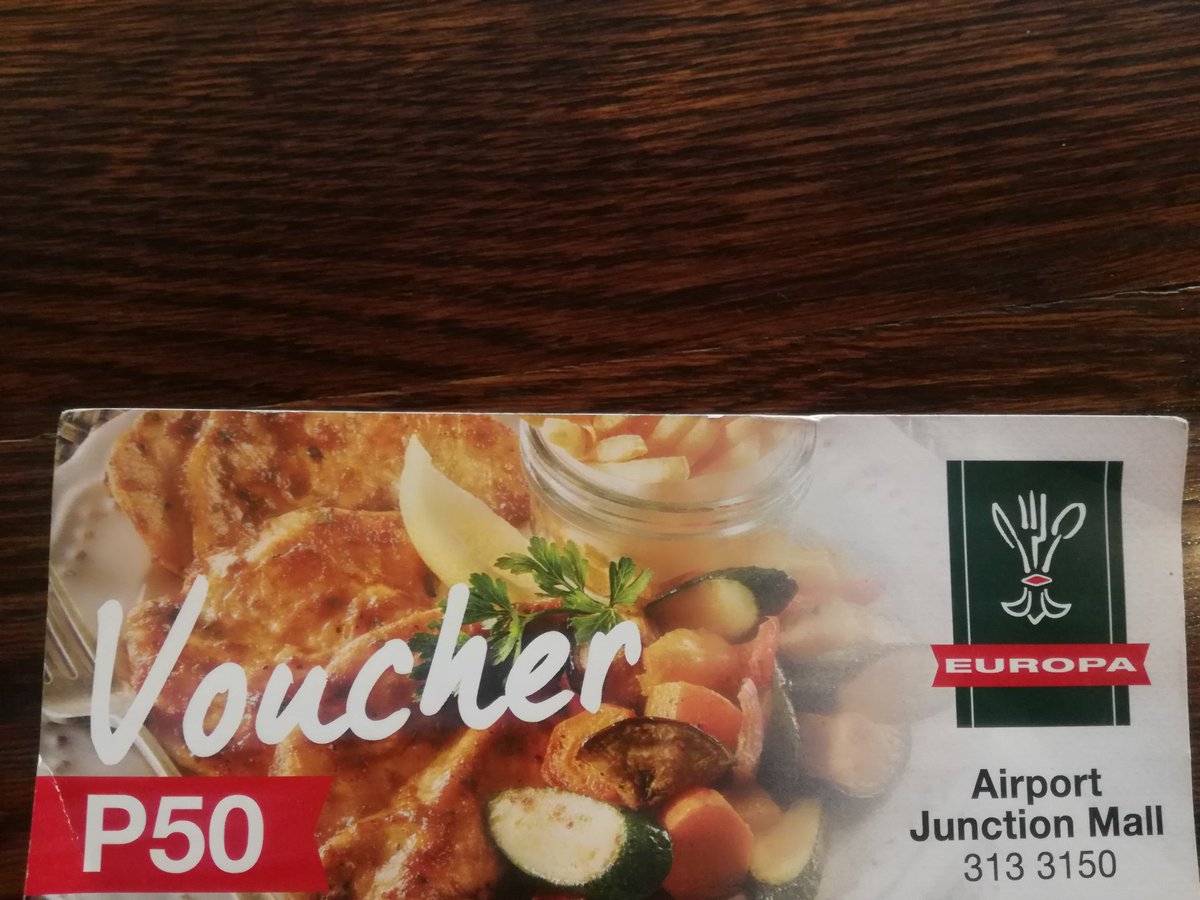 Voucher
P50
EUROPA
Airport
Junction Mall
313 3150